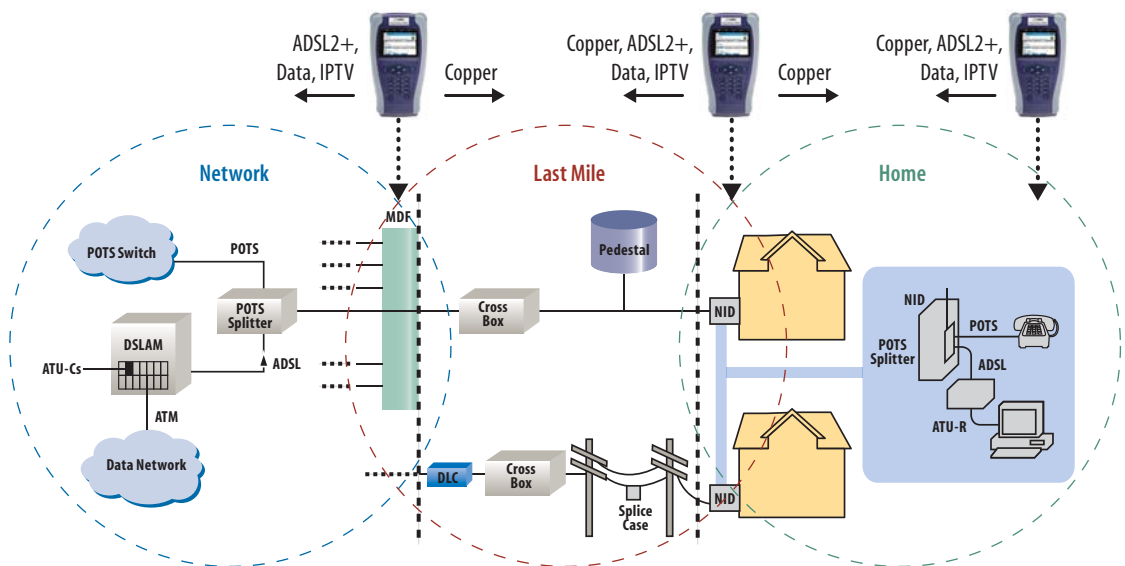 ADSL2+,
Data, IPTV
Copper
Copper, ADSL2+,
Data, IPTV
Copper
Copper, ADSL2+,
Data, IPTV
Network
Last Mile
Home
MDF
POTS Switch
POTS
POTS
Splitter
DSLAM
ATU-Cs
ADSL
ATM
Data Network
Pedestal
Cross
Box
NID
DLC
Cross
Box
Splice
Case
NID
NID
POTS
Splitter
POTS
ADSL
ATU-R